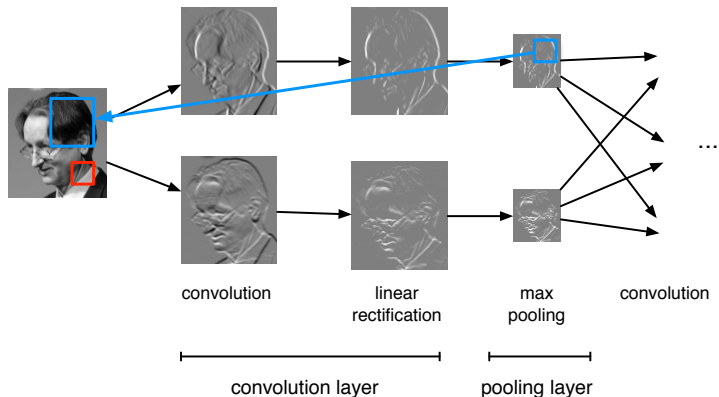 ...
convolution
linear
rectification
max
pooling
convolution
convolution layer
pooling layer